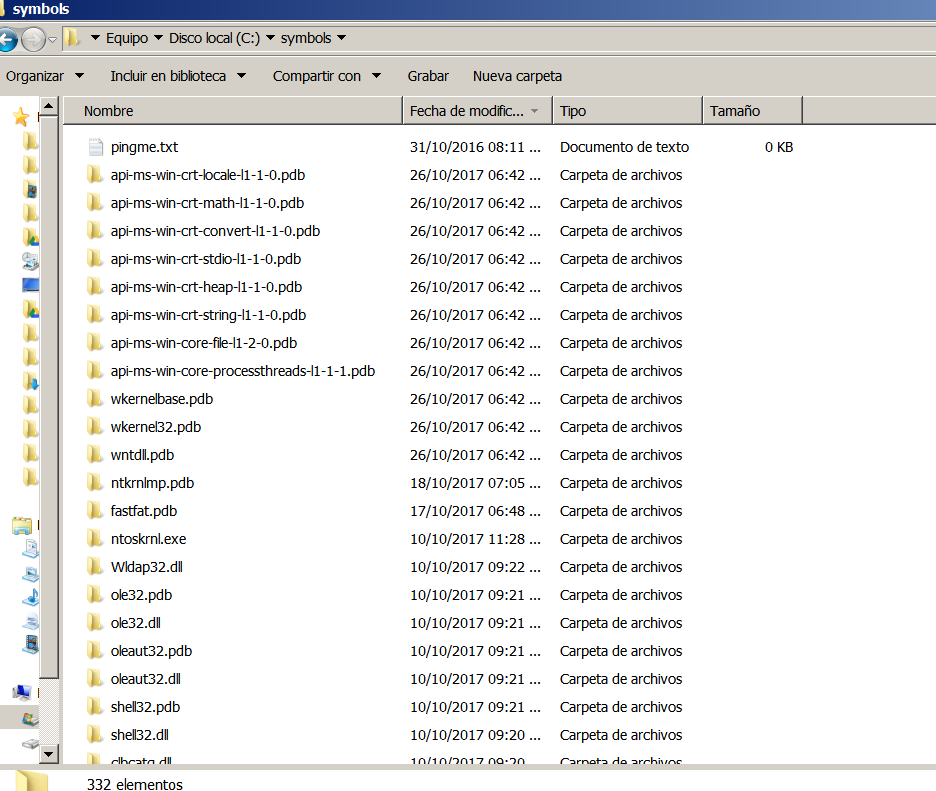 symbols
Equipo Disco local (C:) symbols
Organizar Incluir en biblioteca Compartir con Grabar Nueva carpeta
Nombre Fecha de modific... Tipo Tamaño
pingme.txt 31/10/2016 08:11 ... Documento de texto 0 KB
api-ms-win-crt-locale-l1-1-0.pdb 26/10/2017 06:42 ... Carpeta de archivos
api-ms-win-crt-math-l1-1-0.pdb 26/10/2017 06:42 ... Carpeta de archivos
api-ms-win-crt-convert-l1-1-0.pdb 26/10/2017 06:42 ... Carpeta de archivos
api-ms-win-crt-stdio-l1-1-0.pdb 26/10/2017 06:42 ... Carpeta de archivos
api-ms-win-crt-heap-l1-1-0.pdb 26/10/2017 06:42 ... Carpeta de archivos
api-ms-win-crt-string-l1-1-0.pdb 26/10/2017 06:42 ... Carpeta de archivos
api-ms-win-core-file-l1-2-0.pdb 26/10/2017 06:42 ... Carpeta de archivos
api-ms-win-core-processthreads-l1-1-1.pdb 26/10/2017 06:42 ... Carpeta de archivos
wkernelbase.pdb 26/10/2017 06:42 ... Carpeta de archivos
wkernel32.pdb 26/10/2017 06:42 ... Carpeta de archivos
wntdll.pdb 26/10/2017 06:42 ... Carpeta de archivos
ntkrnlmp.pdb 18/10/2017 07:05 ... Carpeta de archivos
fastfat.pdb 17/10/2017 06:48 ... Carpeta de archivos
ntoskrnl.exe 10/10/2017 11:28 ... Carpeta de archivos
Wldap32.dll 10/10/2017 09:22 ... Carpeta de archivos
ole32.pdb 10/10/2017 09:21 ... Carpeta de archivos
ole32.dll 10/10/2017 09:21 ... Carpeta de archivos
oleaut32.pdb 10/10/2017 09:21 ... Carpeta de archivos
oleaut32.dll 10/10/2017 09:21 ... Carpeta de archivos
shell32.pdb 10/10/2017 09:21 ... Carpeta de archivos
shell32.dll 10/10/2017 09:20 ... Carpeta de archivos
clbcatq.dll 10/10/2017 09:20 ... Carpeta de archivos
332 elementos